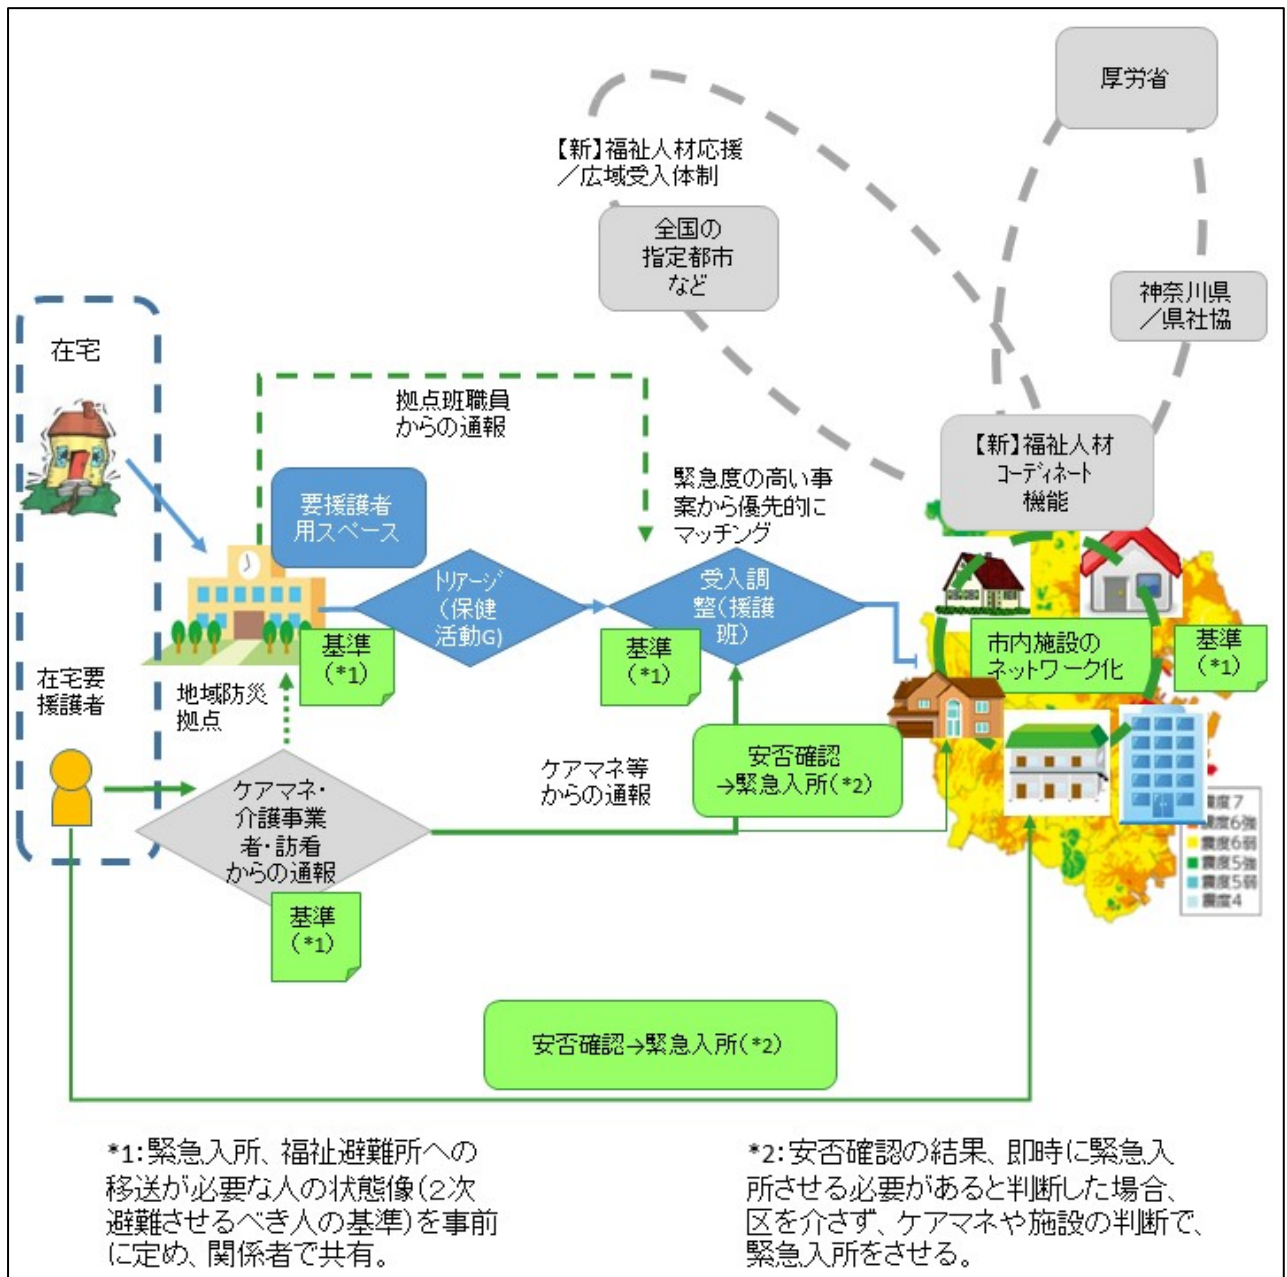 厚労省
【新】福祉人材応援
／広域受入体制
全国の
指定都市
など
神奈川県
／県社協
在宅
拠点班職員
からの通報
【新】福祉人材
コーディネート
機能
緊急度の高い事
案から優先的に
マッチング
要援護者
用スペース
トリアージ
（保健
活動G)
受入調
整（援護
班）
基準
（*1）
基準
（*1）
市内施設の
ネットワーク化
基準
（*1）
在宅要
援護者
地域防災
拠点
ケアマネ等
からの通報
安否確認
→緊急入所（*2）
ケアマネ・
介護事業
者・訪看
からの通報
基準
（*1）
震度7
震度6強
震度6弱
震度5強
震度5弱
震度4
安否確認→緊急入所（*2）
*1：緊急入所、福祉避難所への
移送が必要な人の状態像（2次
避難させるべき人の基準）を事前
に定め、関係者で共有。
*2：安否確認の結果、即時に緊急入
所させる必要があると判断した場合、
区を介さず、ケアマネや施設の判断で、
緊急入所をさせる。